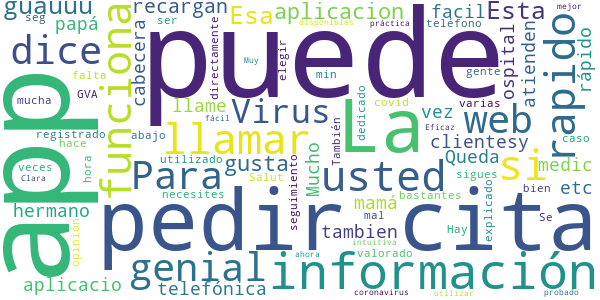 guauuu
recargan
Esa
aplicacion
facil
Esta
seg
papá
ser
disponibles
práctica
telefono
mejor
app
dice
funciona
cabecera
directamente
puede
elegir
gente
ospital
atienden
rapido
rápido
falta
Muy
min
varias
mucha
GVA
llame
Virus
La
covid
vez
web
Eficaz
registrado
abajo
llamar
fácil
También
dedicado
clientesy
caso
hace
veces
Clara
hora
utilizado
Para
gusta
Mucho
usted
Queda
si
medic
sigues
etc
necesites
Salut
seguimiento
mamá
bastantes
bien
hermano
opinión
pedir cita
tambien
mal
Hay
explicado
Se
aplicacio
genial
telefónica
valorado
información
ahora
intuitiva
coronavirus
utilizar
probado